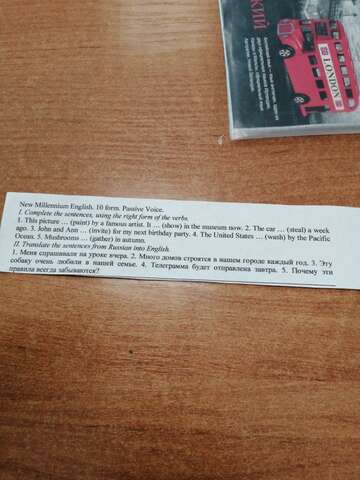 КИЙ
LONDON
New Millennium English. 10 form. Passive Voice.
I. Complete the sentences, using the right form of the verbs.
1. This picture … (paint) by a famous artist. It … (show) in the museum now. 2. The car … (steal) a week
ago. 3. John and Ann … (invite) for my next birthday party. 4. The United States … (wash) by the Pacific
Ocean. 5. Mushrooms … (gather) in autumn.
II. Translate the sentences from Russian into English.
1. Меня спрашивали на уроке вчера. 2. Много домов строится в нашем городе каждый год. 3. Эту
собаку очень любили в нашей семье. 4. Телеграмма будет отправлена завтра. 5. Почему эти
правила всегда забываются?